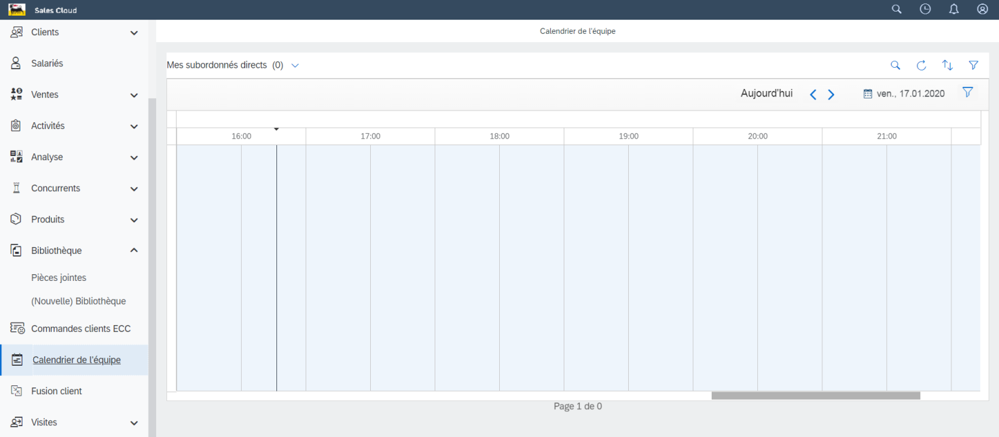 Sales Cloud
Clients
Salariés
Ventes
Activités
Analyse
Concurrents
Produits
Bibliothèque
Pièces jointes
(Nouvelle) Bibliothèque
Commandes clients ECC
Calendrier de l'équipe
Fusion client
Visites
Calendrier de l'équipe
Mes subordonnés directs (0)
Aujourd'hui ven., 17.01.2020
16:00 17:00 18:00 19:00 20:00 21:00
Page 1 de 0